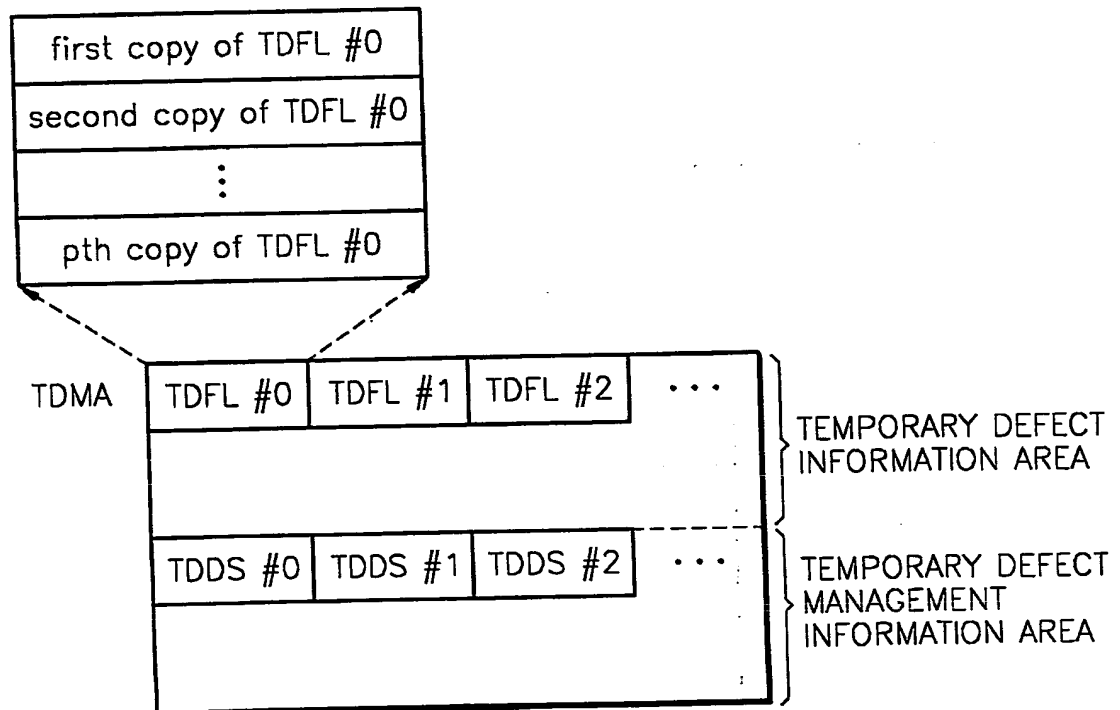 first copy of TDFL #0
second copy of TDFL #0
⋮
pth copy of TDFL #0
TDMA
TDFL #0
TDFL #1
TDFL #2
...
TEMPORARY DEFECT
INFORMATION AREA
TDDS #0
TDDS #1
TDDS #2
...
TEMPORARY DEFECT
MANAGEMENT
INFORMATION AREA